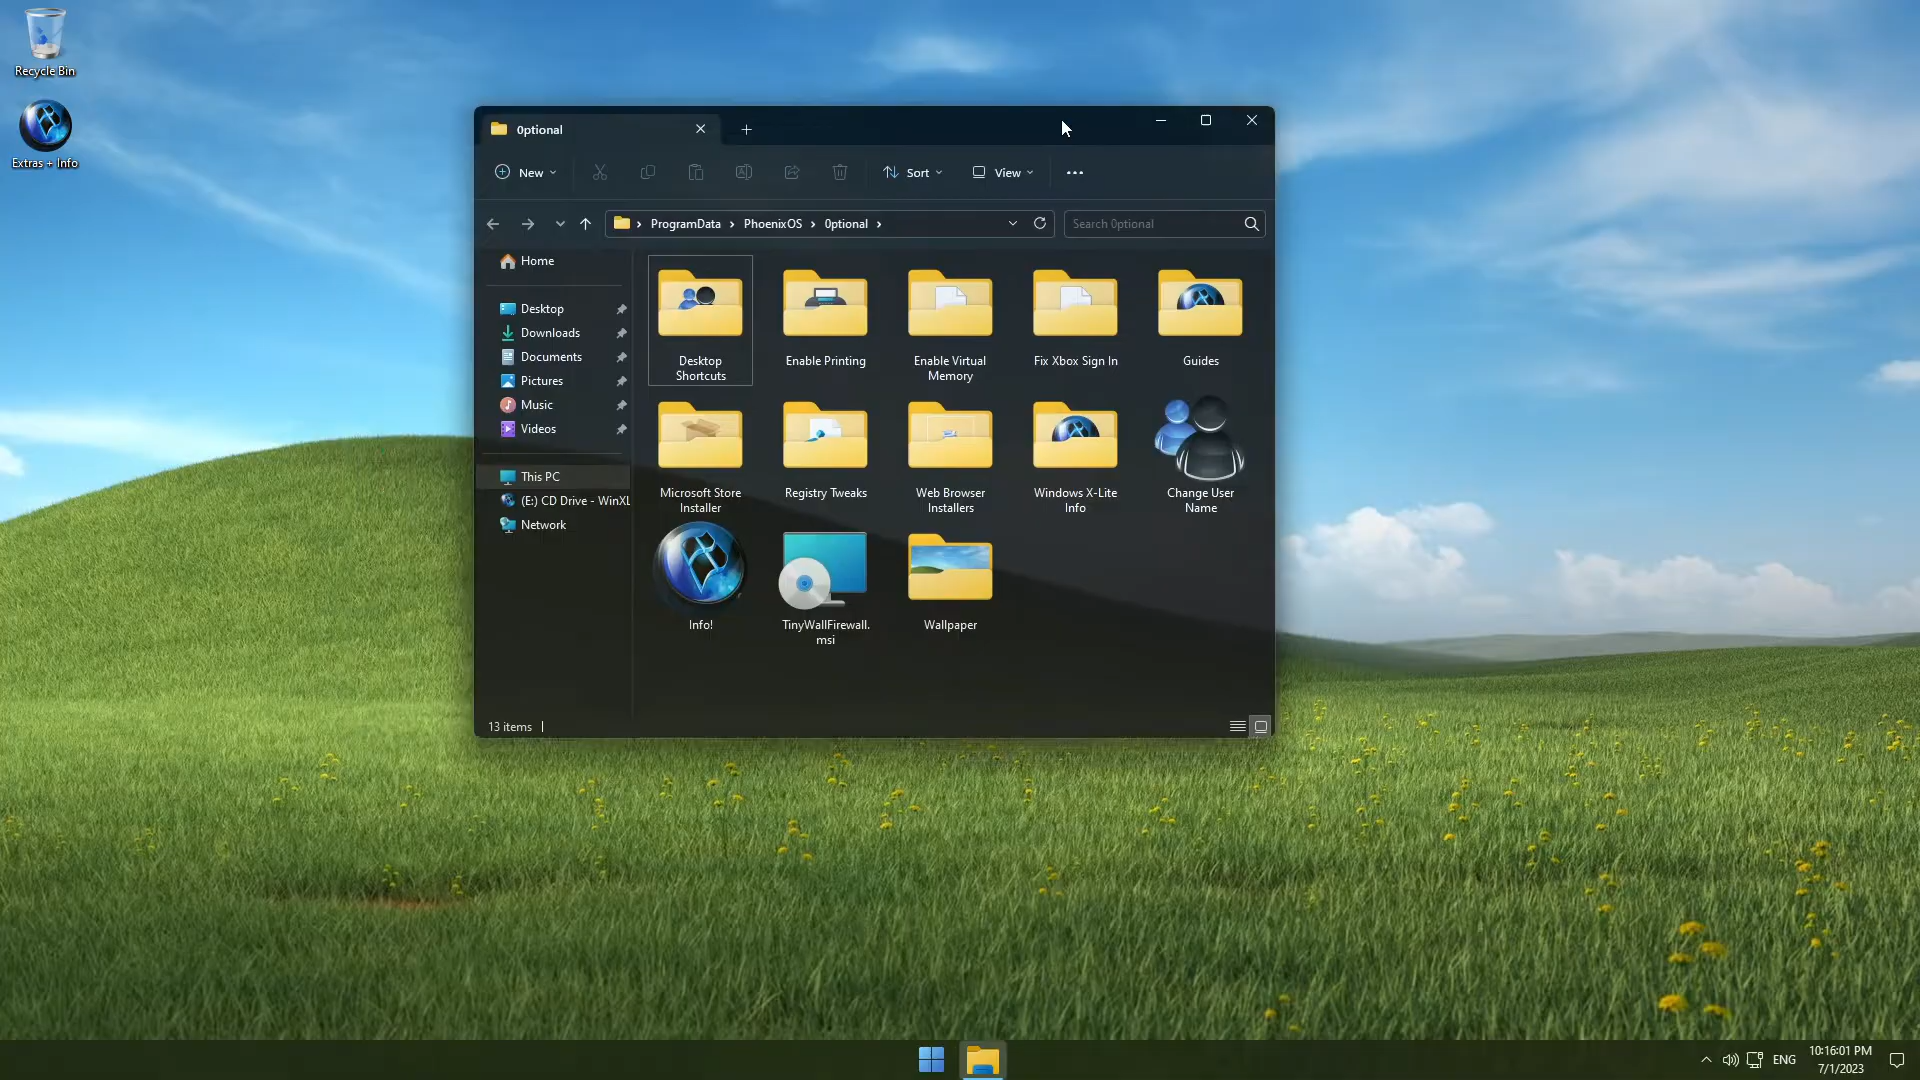 Recycle Bin
Extras + Info
0ptional
New
Sort
View
ProgramData
PhoenixOS
0ptional
Search 0ptional
Home
Desktop
Downloads
Documents
Pictures
Music
Videos
This PC
(E:) CD Drive - WinXL
Network
Desktop
Shortcuts
Enable Printing
Enable Virtual
Memory
Fix Xbox Sign In
Guides
Microsoft Store
Installer
Registry Tweaks
Web Browser
Installers
Windows X-Lite
Info
Change User
Name
Info!
TinyWallFirewall.
msi
Wallpaper
13 items
ENG
10:16:01 PM
7/1/2023